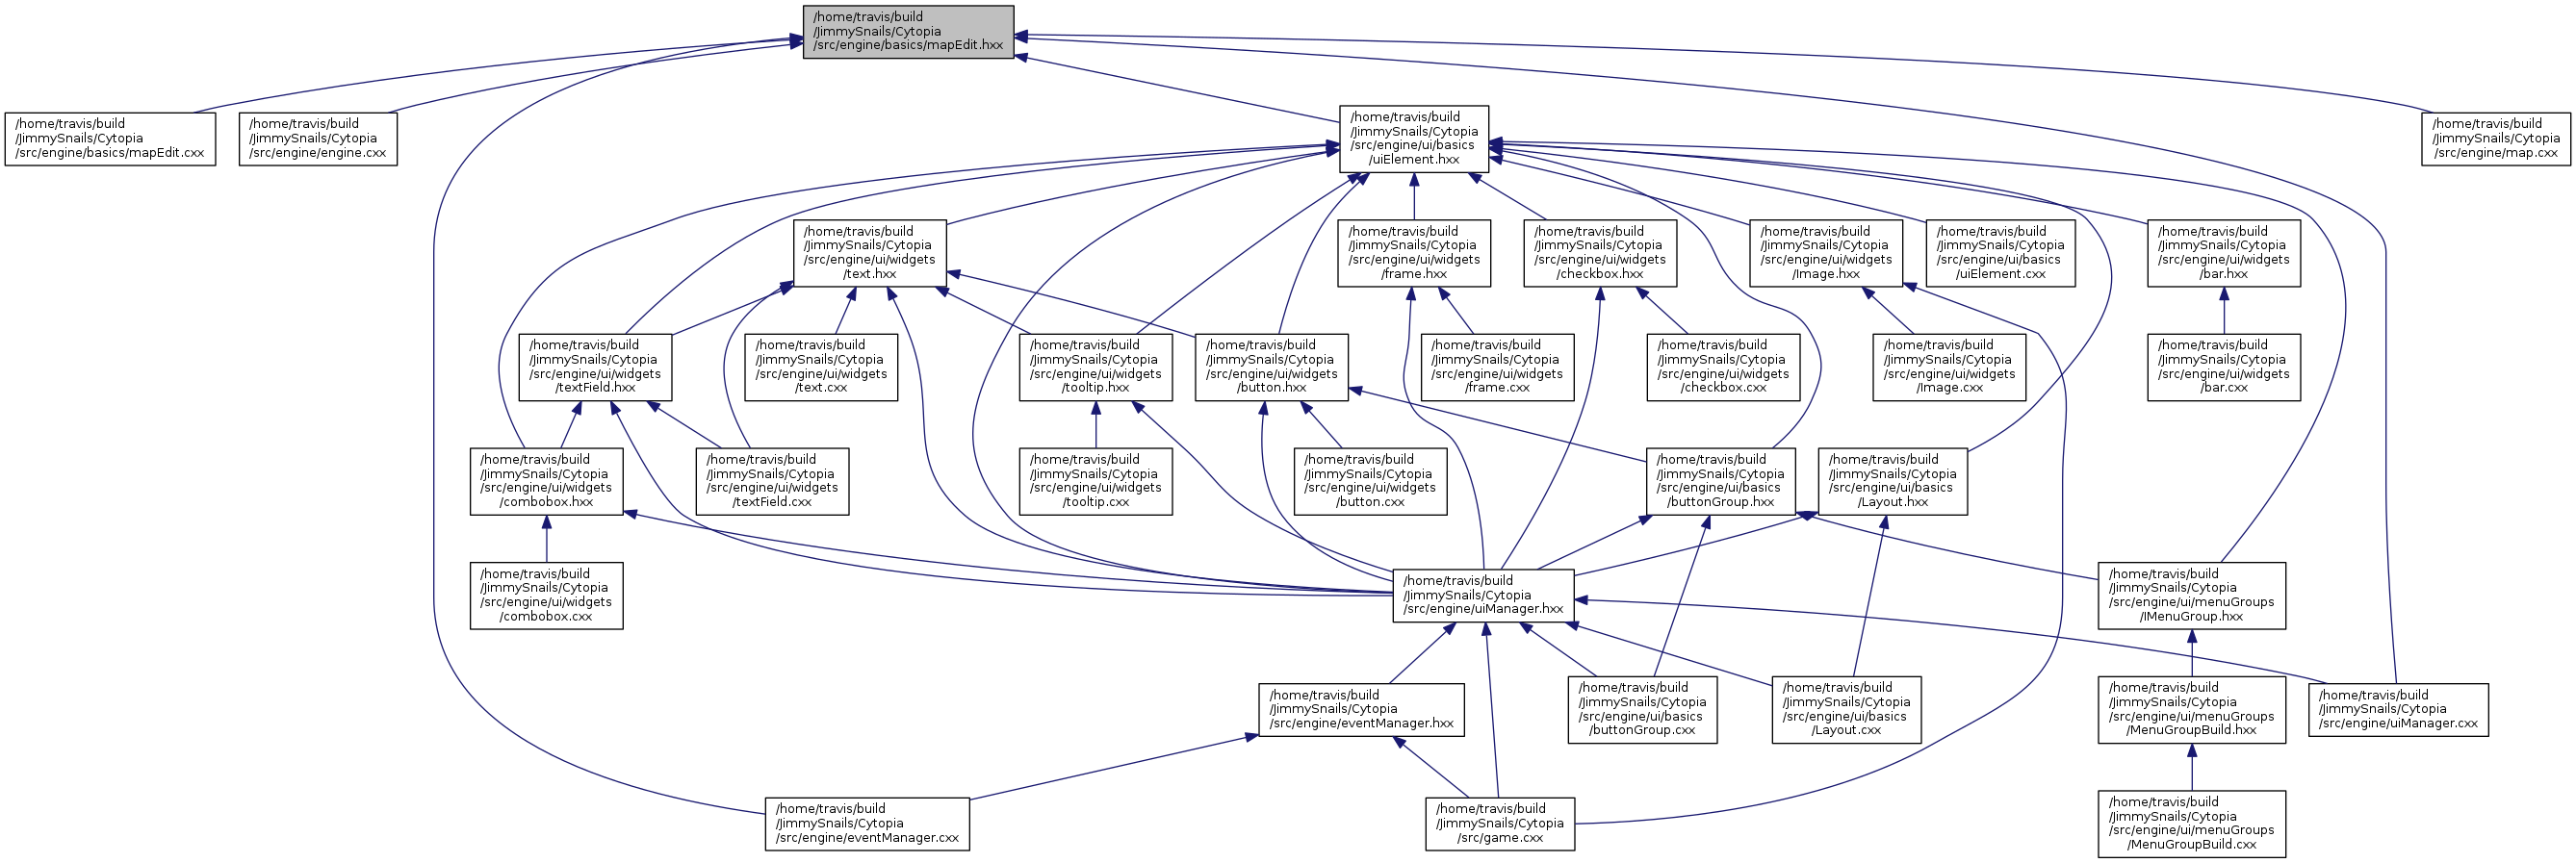 /home/travis/build
/JimmySnails/Cytopia
/src/engine/basics/mapEdit.hxx
/home/travis/build
/JimmySnails/Cytopia
/src/engine/basics/mapEdit.cxx
/home/travis/build
/JimmySnails/Cytopia
/src/engine/engine.cxx
/home/travis/build
/JimmySnails/Cytopia
/src/engine/ui/basics
/uiElement.hxx
/home/travis/build
/JimmySnails/Cytopia
/src/engine/map.cxx
/home/travis/build
/JimmySnails/Cytopia
/src/engine/ui/widgets
/text.hxx
/home/travis/build
/JimmySnails/Cytopia
/src/engine/ui/widgets
/frame.hxx
/home/travis/build
/JimmySnails/Cytopia
/src/engine/ui/widgets
/checkbox.hxx
/home/travis/build
/JimmySnails/Cytopia
/src/engine/ui/widgets
/Image.hxx
/home/travis/build
/JimmySnails/Cytopia
/src/engine/ui/basics
/uiElement.cxx
/home/travis/build
/JimmySnails/Cytopia
/src/engine/ui/widgets
/bar.hxx
/home/travis/build
/JimmySnails/Cytopia
/src/engine/ui/widgets
/textField.hxx
/home/travis/build
/JimmySnails/Cytopia
/src/engine/ui/widgets
/text.cxx
/home/travis/build
/JimmySnails/Cytopia
/src/engine/ui/widgets
/tooltip.hxx
/home/travis/build
/JimmySnails/Cytopia
/src/engine/ui/widgets
/button.hxx
/home/travis/build
/JimmySnails/Cytopia
/src/engine/ui/widgets
/frame.cxx
/home/travis/build
/JimmySnails/Cytopia
/src/engine/ui/widgets
/checkbox.cxx
/home/travis/build
/JimmySnails/Cytopia
/src/engine/ui/widgets
/Image.cxx
/home/travis/build
/JimmySnails/Cytopia
/src/engine/ui/widgets
/bar.cxx
/home/travis/build
/JimmySnails/Cytopia
/src/engine/ui/widgets
/combobox.hxx
/home/travis/build
/JimmySnails/Cytopia
/src/engine/ui/widgets
/textField.cxx
/home/travis/build
/JimmySnails/Cytopia
/src/engine/ui/widgets
/tooltip.cxx
/home/travis/build
/JimmySnails/Cytopia
/src/engine/ui/widgets
/button.cxx
/home/travis/build
/JimmySnails/Cytopia
/src/engine/ui/basics
/buttonGroup.hxx
/home/travis/build
/JimmySnails/Cytopia
/src/engine/ui/basics
/Layout.hxx
/home/travis/build
/JimmySnails/Cytopia
/src/engine/ui/widgets
/combobox.cxx
/home/travis/build
/JimmySnails/Cytopia
/src/engine/uiManager.hxx
/home/travis/build
/JimmySnails/Cytopia
/src/engine/ui/menuGroups
/IMenuGroup.hxx
/home/travis/build
/JimmySnails/Cytopia
/src/engine/eventManager.hxx
/home/travis/build
/JimmySnails/Cytopia
/src/engine/ui/basics
/buttonGroup.cxx
/home/travis/build
/JimmySnails/Cytopia
/src/engine/ui/basics
/Layout.cxx
/home/travis/build
/JimmySnails/Cytopia
/src/engine/ui/menuGroups
/MenuGroupBuild.hxx
/home/travis/build
/JimmySnails/Cytopia
/src/engine/uiManager.cxx
/home/travis/build
/JimmySnails/Cytopia
/src/engine/eventManager.cxx
/home/travis/build
/JimmySnails/Cytopia
/src/game.cxx
/home/travis/build
/JimmySnails/Cytopia
/src/engine/ui/menuGroups
/MenuGroupBuild.cxx